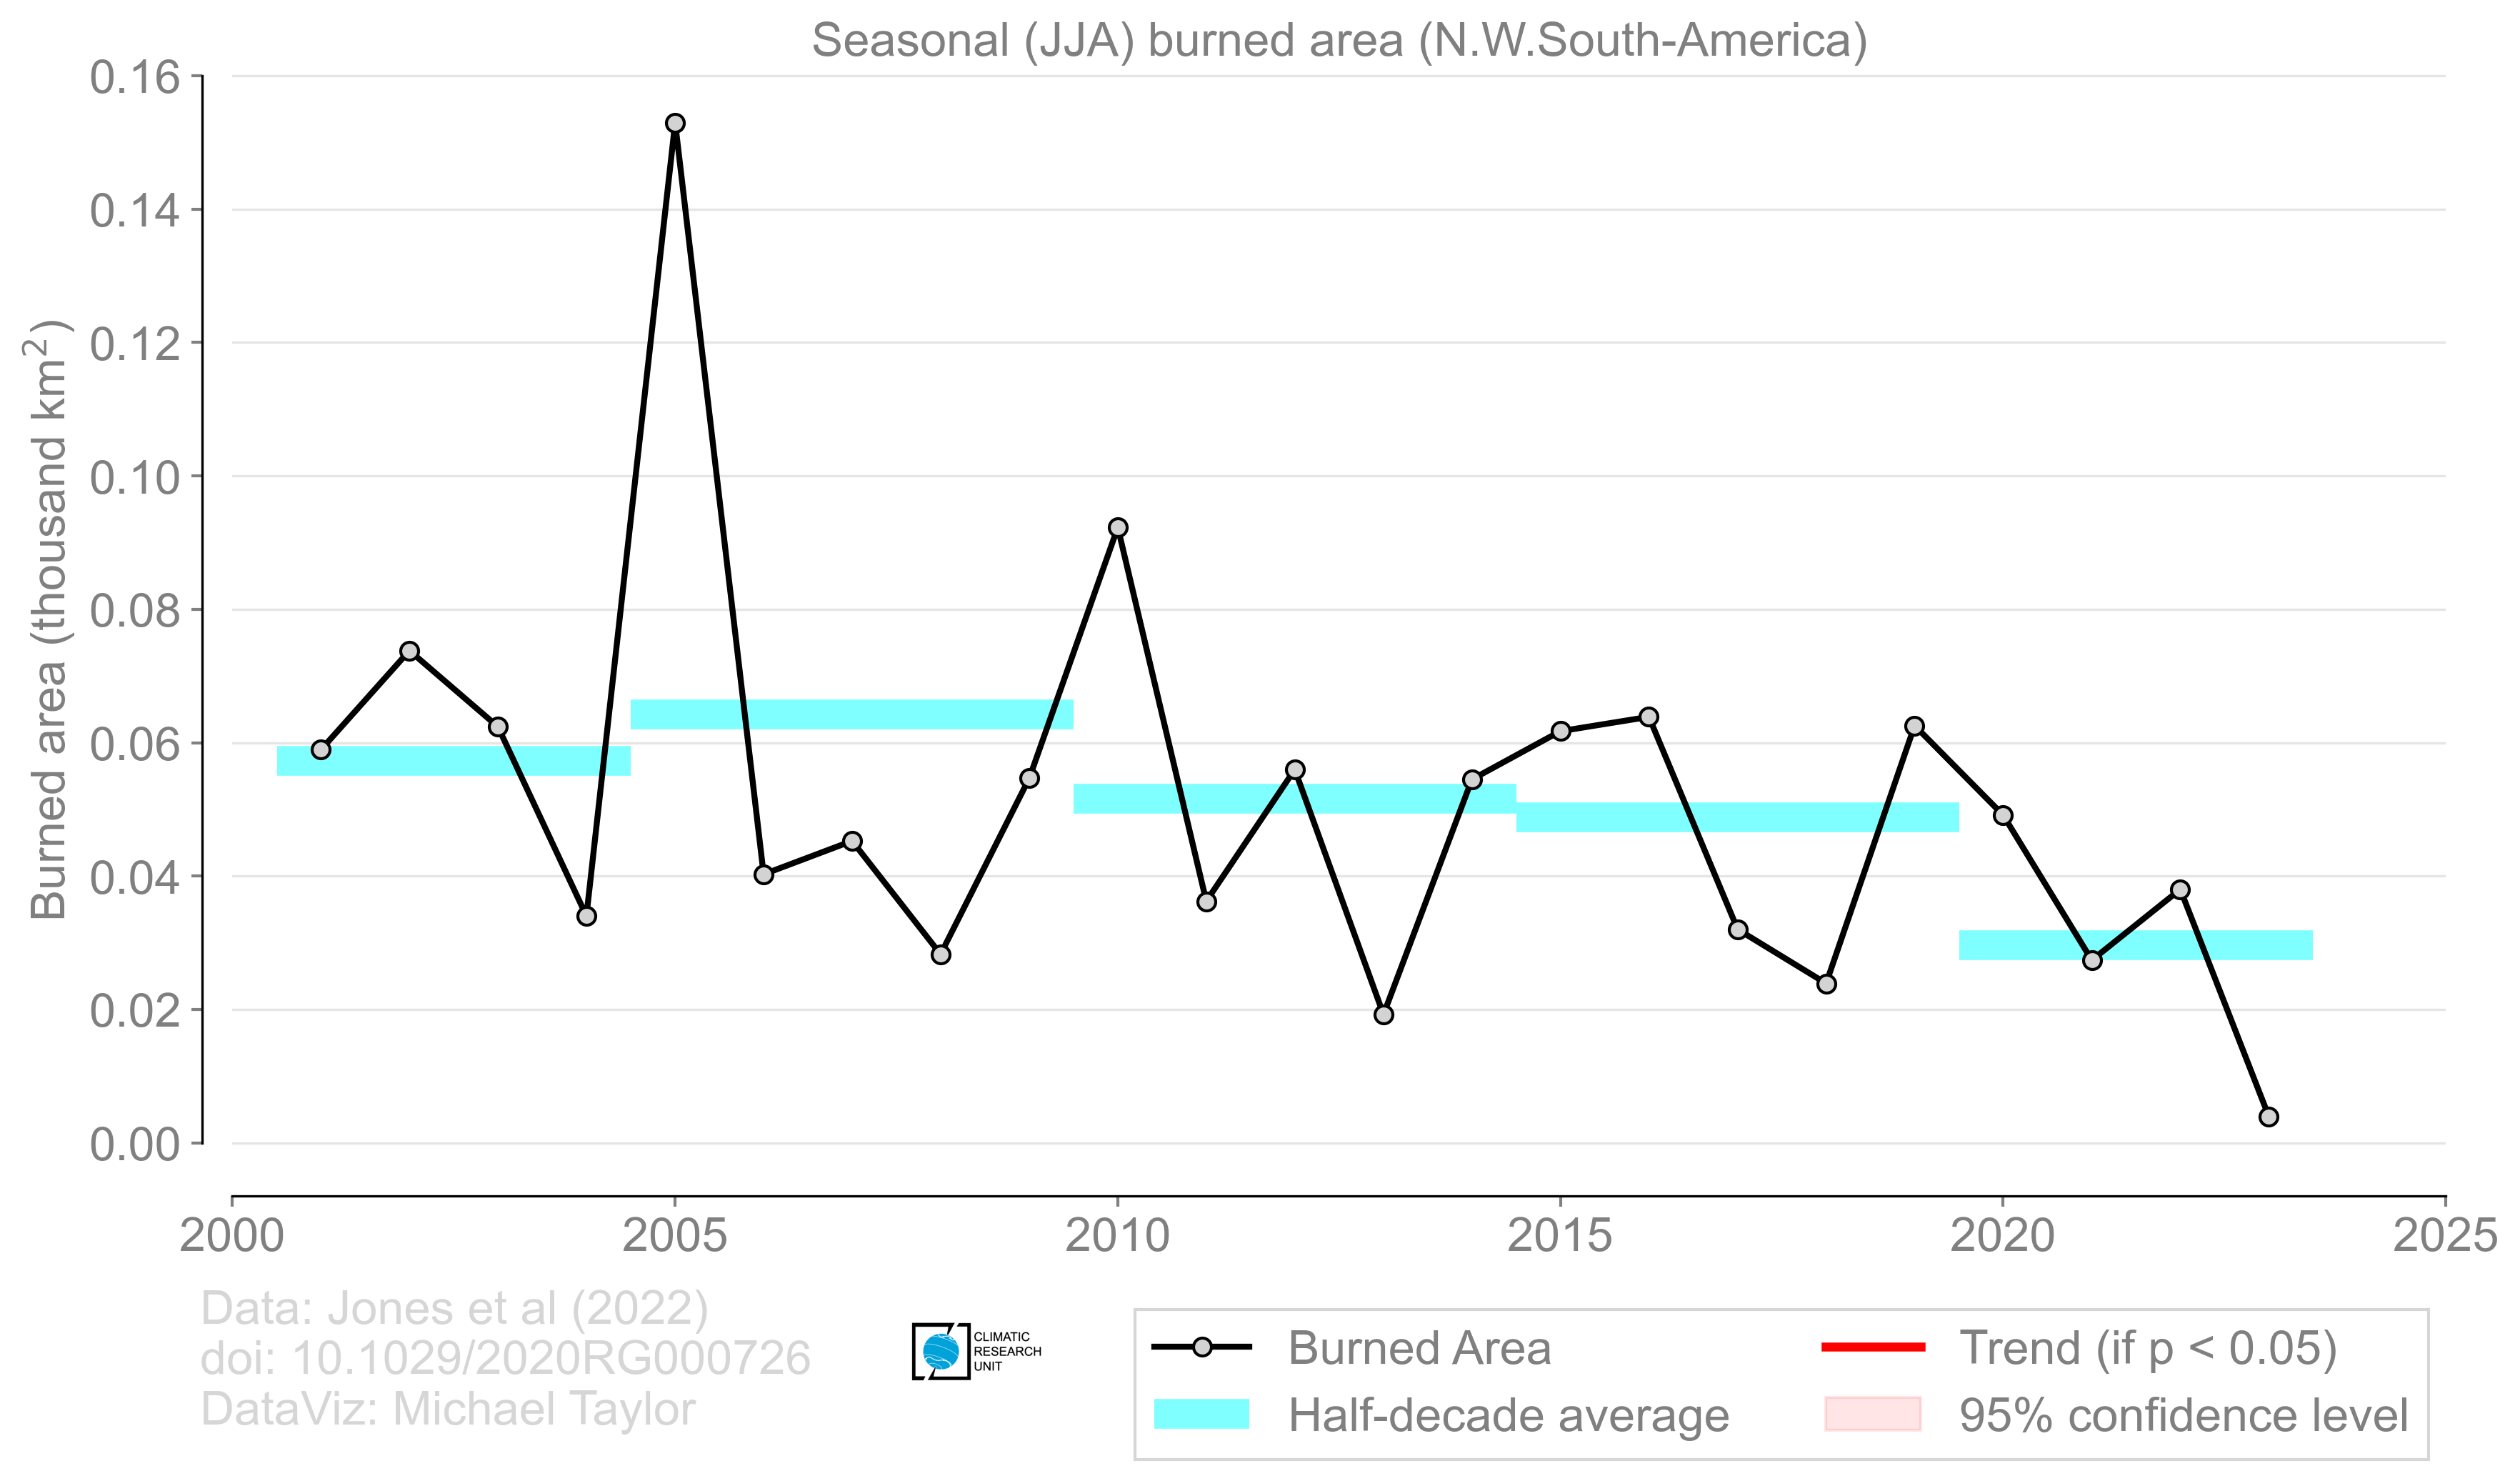 Seasonal (JJA) burned area (N.W.South-America)
Burned area (thousand km²)
0.16
0.14
0.12
0.10
0.08
0.06
0.04
0.02
0.00
2000 2005 2010 2015 2020 2025
Data: Jones et al (2022)
doi: 10.1029/2020RG000726
DataViz: Michael Taylor
CLIMATIC
RESEARCH
UNIT
Burned Area
Half-decade average
Trend (if p < 0.05)
95% confidence level